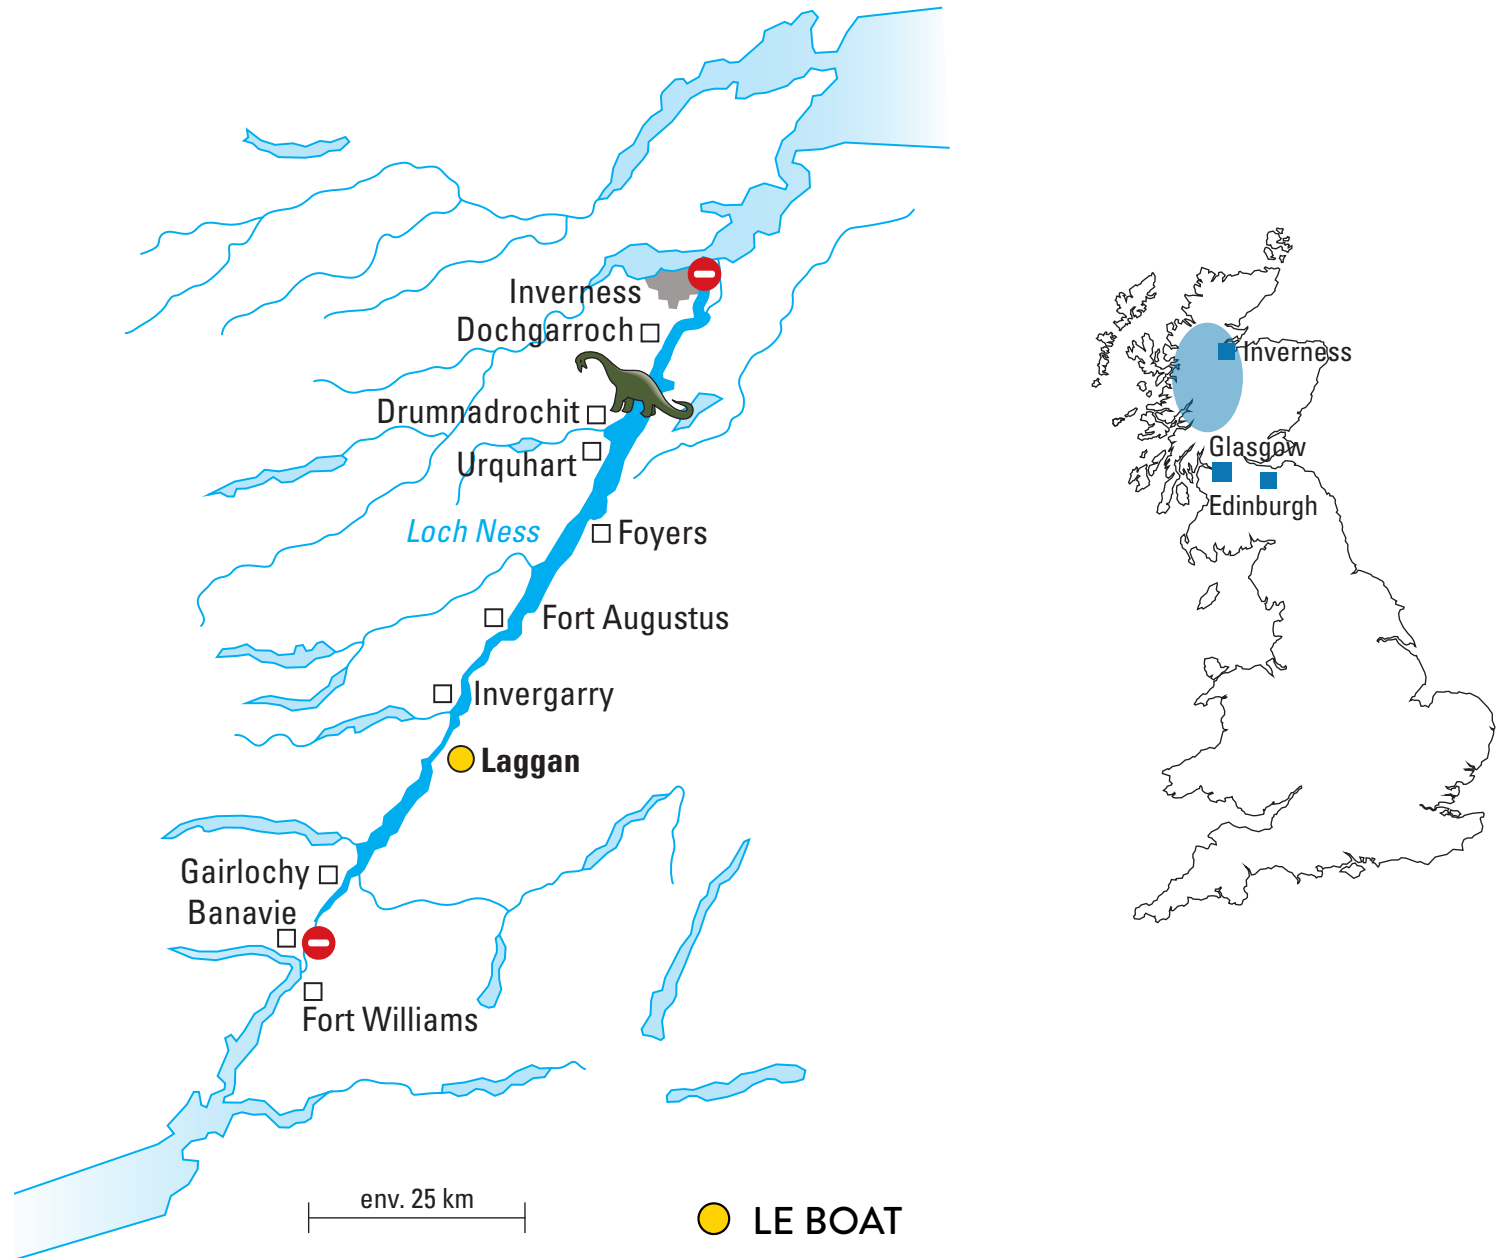 Inverness
Dochgarroch
Drumnadrochit
Urquhart
Loch Ness
Foyers
Fort Augustus
Invergarry
Laggan
Gairlochy
Banavie
Fort Williams
env. 25 km
LE BOAT
Inverness
Glasgow
Edinburgh